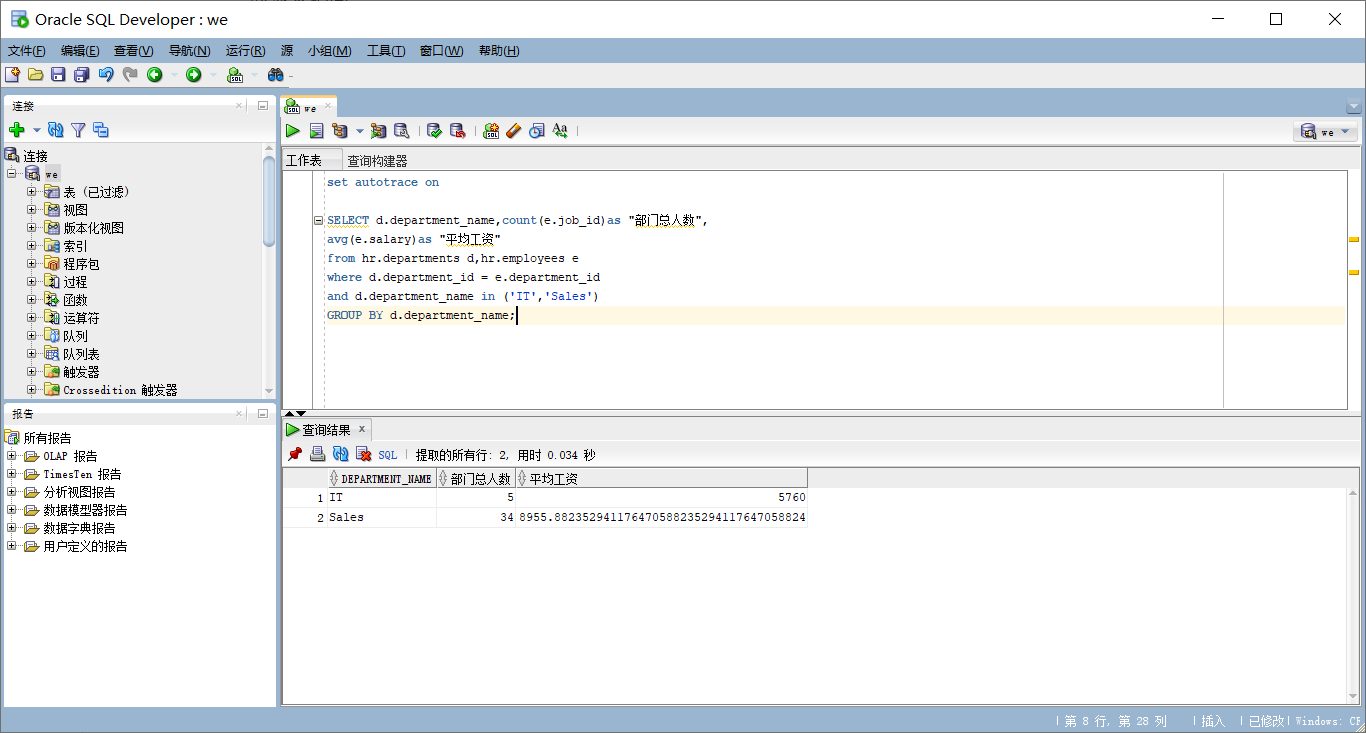 Oracle SQL Developer : we
文件(F) 编辑(E) 查看(V) 导航(N) 运行(R) 源 小组(M) 工具(T) 窗口(W) 帮助(H)
连接
连接
we
表 (已过滤)
视图
版本化视图
索引
程序包
过程
函数
运算符
队列
队列表
触发器
Crossedition 触发器
报告
所有报告
OLAP 报告
TimesTen 报告
分析视图报告
数据模型器报告
数据字典报告
用户定义的报告
we
we
工作表 查询构建器
set autotrace on
SELECT d.department_name,count(e.job_id)as "部门总人数",
avg(e.salary)as "平均工资"
from hr.departments d,hr.employees e
where d.department_id = e.department_id
and d.department_name in ('IT','Sales')
GROUP BY d.department_name;
查询结果
SQL | 提取的所有行: 2, 用时 0.034 秒
DEPARTMENT_NAME 部门总人数 平均工资
1 IT 5 5760
2 Sales 34 8955.88235294117647058823529411764705882​4
第 8 行, 第 28 列 | 插入 | 已修改 | Windows: CF